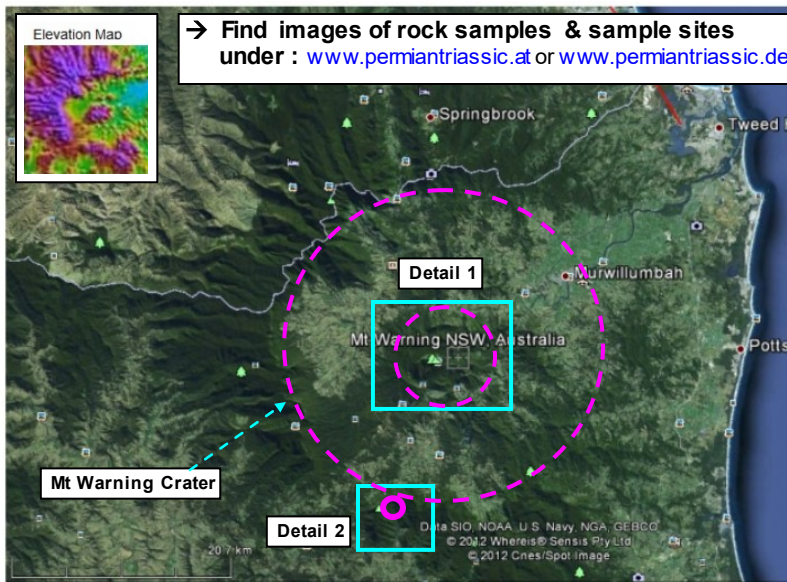 Elevation Map
→ Find images of rock samples & sample sites
under : www.permiantriassic.at or www.permiantriassic.de
Springbrook
Tweed H
Detail 1
Murwillumbah
Mt Warning NSW, Australia
Potts
Mt Warning Crater
Detail 2
Data SIO, NOAA, U.S. Navy, NGA, GEBCO
© 2012 Whereis® Sensis Pty Ltd
© 2012 Cnes/Spot Image
20.7 km